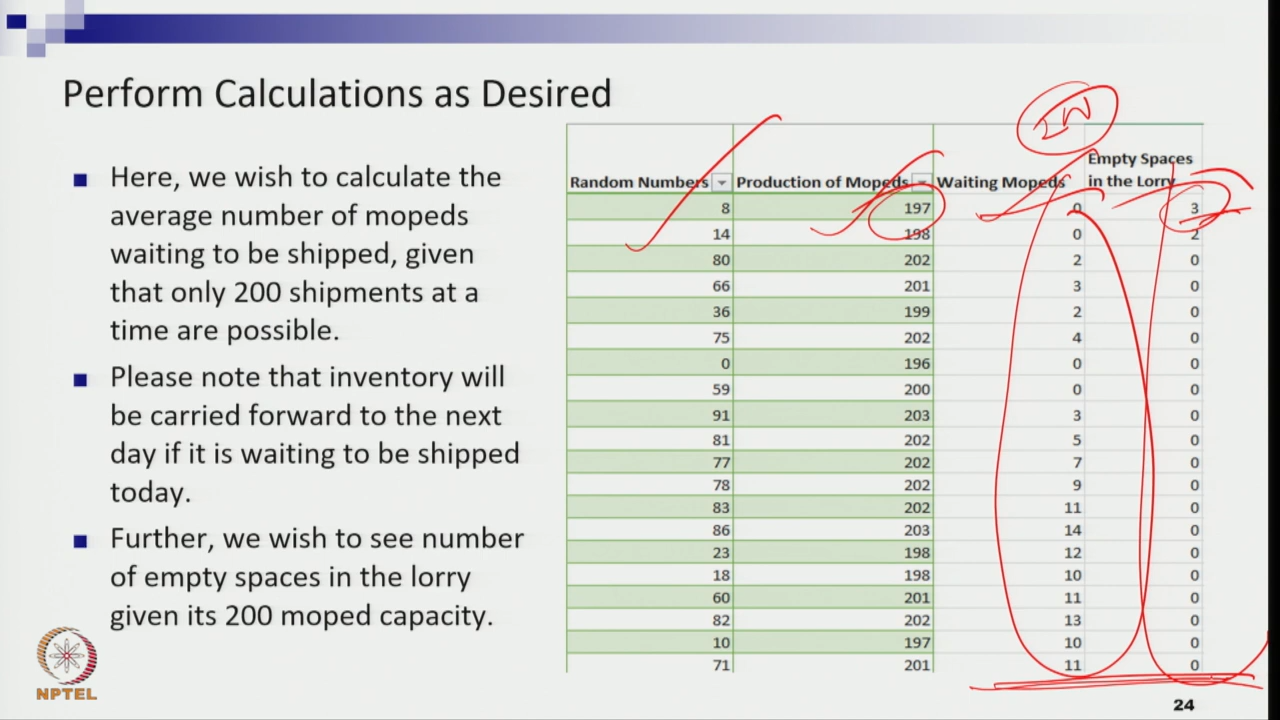 Perform Calculations as Desired
Here, we wish to calculate the
average number of mopeds
waiting to be shipped, given
that only 200 shipments at a
time are possible.
Please note that inventory will
be carried forward to the next
day if it is waiting to be shipped
today.
Further, we wish to see number
of empty spaces in the lorry
given its 200 moped capacity.
Empty Spaces
Random Numbers Production of Mopeds Waiting Mopeds in the Lorry
8 197 0 3
14 198 0 2
80 202 2 0
66 201 3 0
36 199 2 0
75 202 4 0
0 196 0 0
59 200 0 0
91 203 3 0
81 202 5 0
77 202 7 0
78 202 9 0
83 202 11 0
86 203 14 0
23 198 12 0
18 198 10 0
60 201 11 0
82 202 13 0
10 197 10 0
71 201 11 0
NPTEL
24